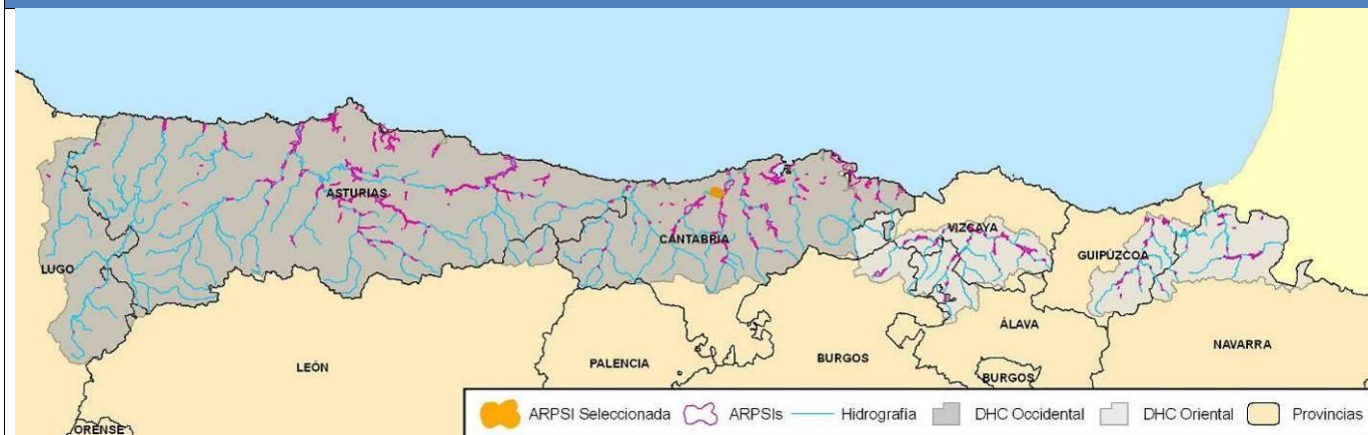 ASTURIAS
CANTABRIA
VIZCAYA
GUIPÚZCOA
LUGO
ÁLAVA
NAVARRA
LEÓN
PALENCIA
BURGOS
BURGOS
ORENSE
ARPSI Seleccionada ARPSIs Hidrografía DHC Occidental DHC Oriental Provincias